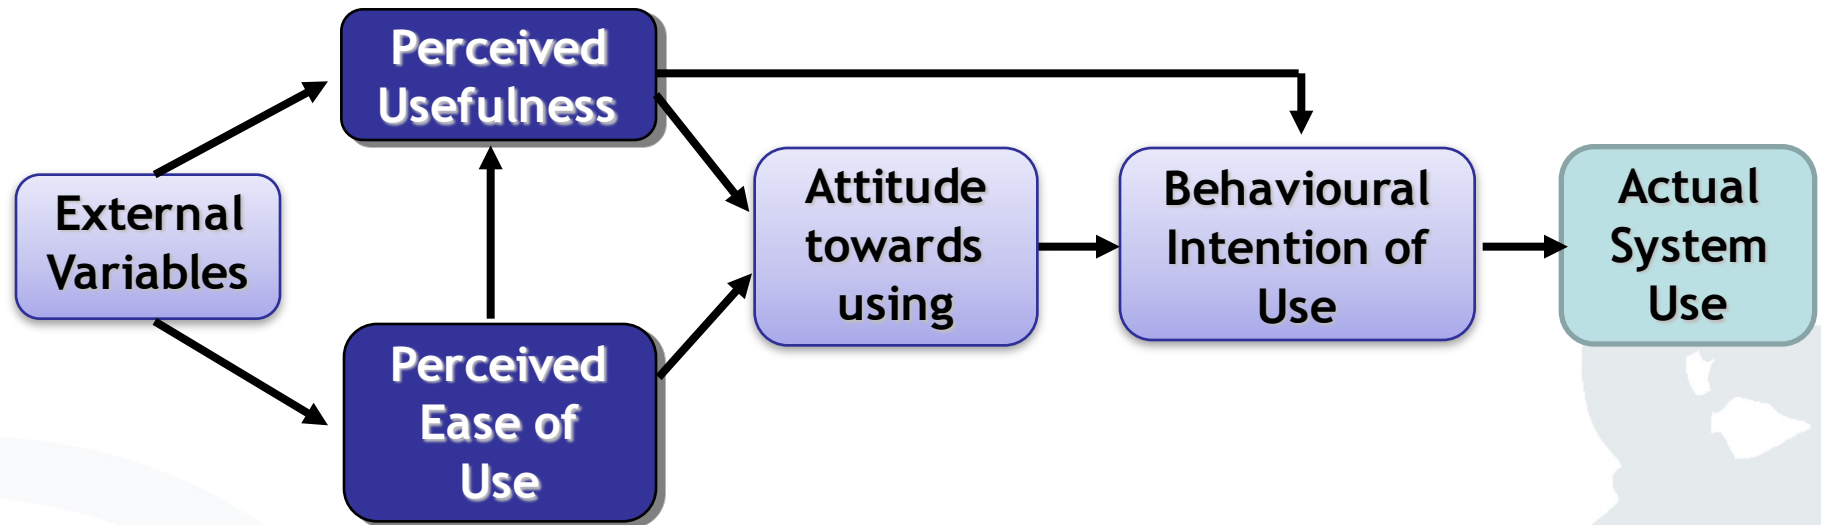 Perceived
Usefulness
External
Variables
Perceived
Ease of
Use
Attitude
towards
using
Behavioural
Intention of
Use
Actual
System
Use